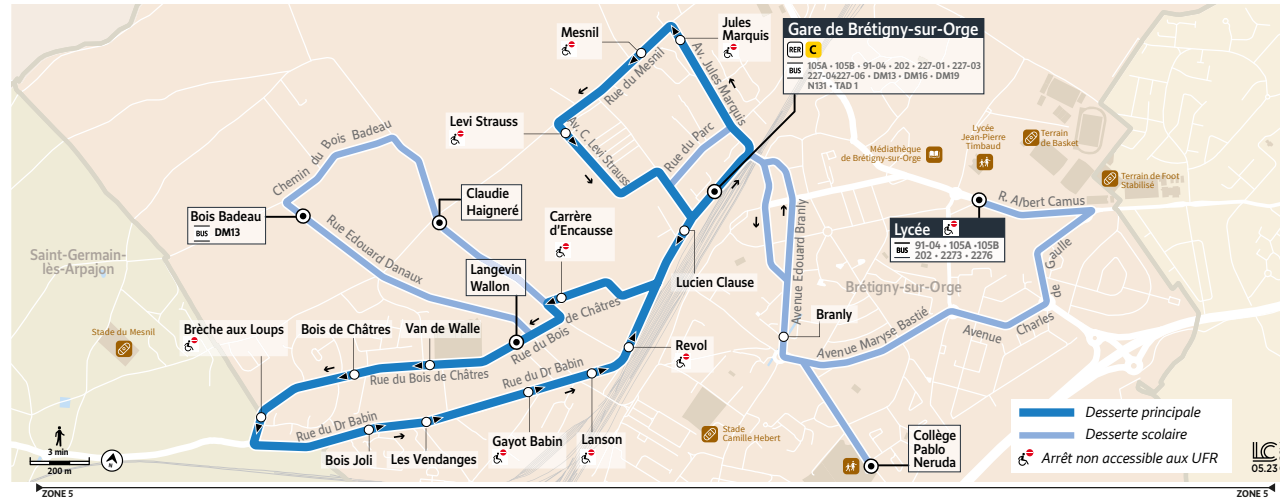 Mesnil
Jules
Marquis
Gare de Brétigny-sur-Orge
RER C
BUS
105A • 105B • 91-04 • 202 • 227-01 • 227-03
227-04227-06 • DM13 • DM16 • DM19
N131 • TAD 1
Av. Jules Marquis
Rue du Mesnil
Levi Strauss
Av. C. Levi Strauss
Rue du Parc
Chemin du Bois Badeau
Médiathèque
de Brétigny-sur-Orge
Lycée
Jean-Pierre
Timbaud
Terrain
de Basket
Terrain de Foot
Stabilisé
R. Albert Camus
Claudie
Haigneré
Bois Badeau
BUS DM13
Carrère
d'Encausse
Lycée
BUS
91-04 • 105A •105B
202 • 2273 • 2276
Rue Edouard Danaux
Saint-Germain-
lès-Arpajon
Langevin
Wallon
Lucien Clause
Avenue Edouard Branly
Brétigny-sur-Orge
Avenue Charles de Gaulle
Rue du Bois de Châtres
Stade du Mesnil
Brèche aux Loups
Bois de Châtres
Van de Walle
Branly
Avenue Maryse Bastié
Revol
Rue du Bois de Châtres
Rue du Dr Babin
Rue du Dr Babin
Bois Joli
Les Vendanges
Gayot Babin
Lanson
Stade
Camille Hebert
Collège
Pablo
Neruda
Desserte principale
Desserte scolaire
Arrêt non accessible aux UFR
3 min
200 m
N
LC
05.23
ZONE 5
ZONE 5